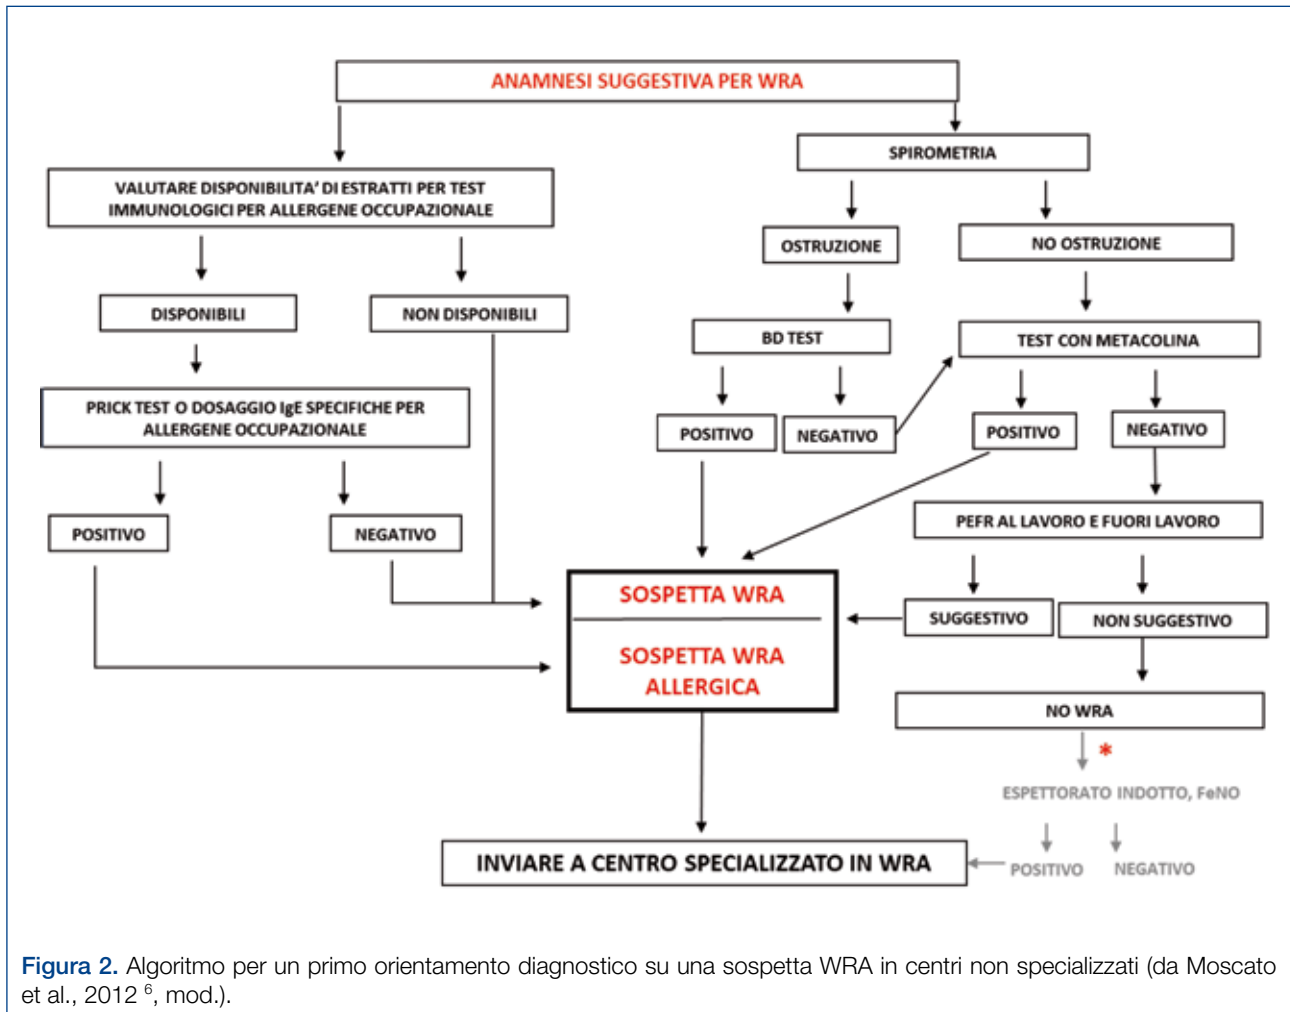 ANAMNESI SUGGESTIVA PER WRA
SPIROMETRIA
VALUTARE DISPONIBILITA' DI ESTRATTI PER TEST
IMMUNOLOGICI PER ALLERGENE OCCUPAZIONALE
OSTRUZIONE
NO OSTRUZIONE
DISPONIBILI
NON DISPONIBILI
BD TEST
TEST CON METACOLINA
PRICK TEST O DOSAGGIO IgE SPECIFICHE PER
ALLERGENE OCCUPAZIONALE
POSITIVO
NEGATIVO
POSITIVO
NEGATIVO
POSITIVO
NEGATIVO
PEFR AL LAVORO E FUORI LAVORO
SOSPETTA WRA
SUGGESTIVO
NON SUGGESTIVO
SOSPETTA WRA
ALLERGICA
NO WRA
*
ESPETTORATO INDOTTO, FeNO
INVIARE A CENTRO SPECIALIZZATO IN WRA
POSITIVO
NEGATIVO
Figura 2. Algoritmo per un primo orientamento diagnostico su una sospetta WRA in centri non specializzati (da Moscato
et al., 2012 6, mod.).